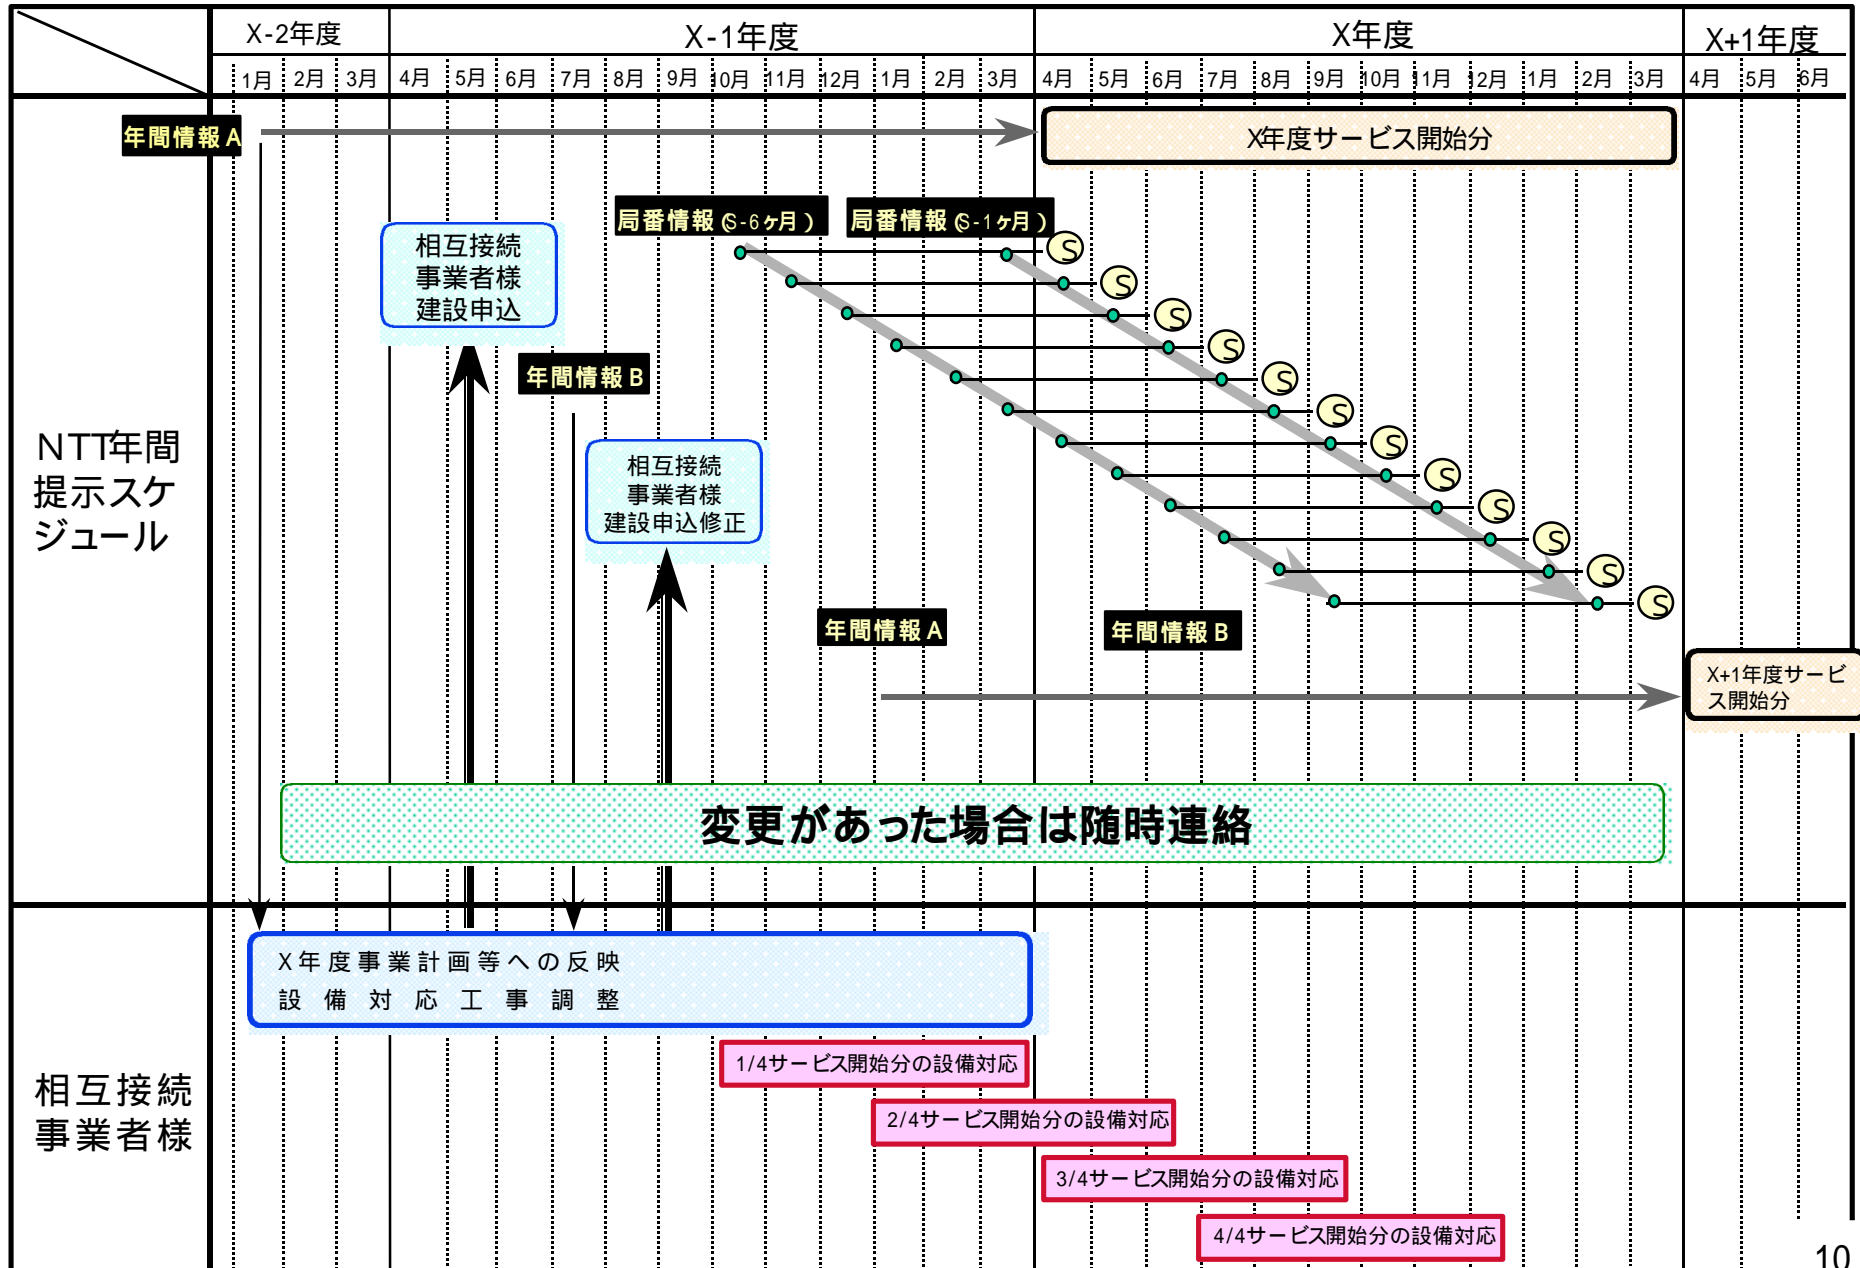 X-2年度
X-1年度
X年度
X+1年度
1月 2月 3月 4月 5月 6月 7月 8月 9月 10月 11月 12月 1月 2月 3月 4月 5月 6月 7月 8月 9月 10月 11月 12月 1月 2月 3月 4月 5月 6月
年間情報A
X年度サービス開始分
局番情報(S-6ヶ月)
局番情報(S-1ヶ月)
S
S
S
S
S
S
S
S
S
S
S
S
相互接続
事業者様
建設申込
年間情報B
相互接続
事業者様
建設申込修正
NTT年間
提示スケ
ジュール
年間情報A
年間情報B
X+1年度サービ
ス開始分
変更があった場合は随時連絡
X年度事業計画等への反映
設備対応工事調整
相互接続
事業者様
1/4サービス開始分の設備対応
2/4サービス開始分の設備対応
3/4サービス開始分の設備対応
4/4サービス開始分の設備対応
10